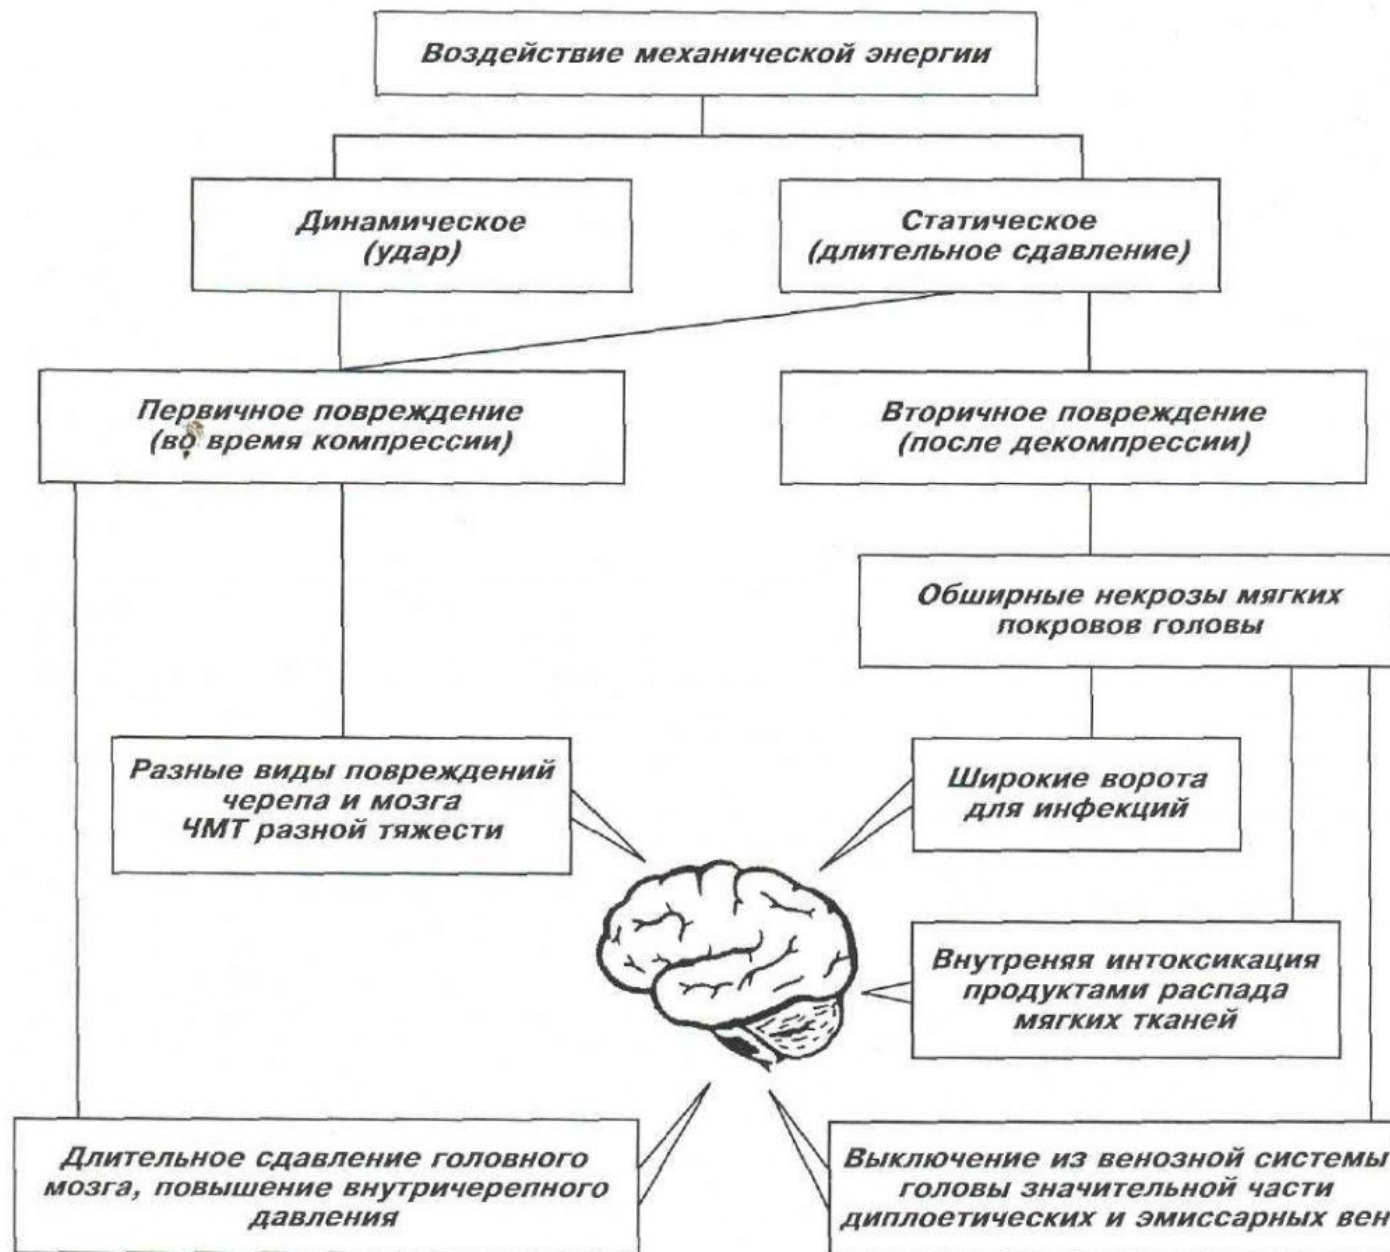 Воздействие механической энергии
Динамическое
(удар)
Статическое
(длительное сдавление)
Первичное повреждение
(во время компрессии)
Вторичное повреждение
(после декомпрессии)
Обширные некрозы мягких
покровов головы
Разные виды повреждений
черепа и мозга
ЧМТ разной тяжести
Широкие ворота
для инфекций
Внутреняя интоксикация
продуктами распада
мягких тканей
Длительное сдавление головного
мозга, повышение внутричерепного
давления
Выключение из венозной системы
головы значительной части
диплоетических и эмиссарных вен